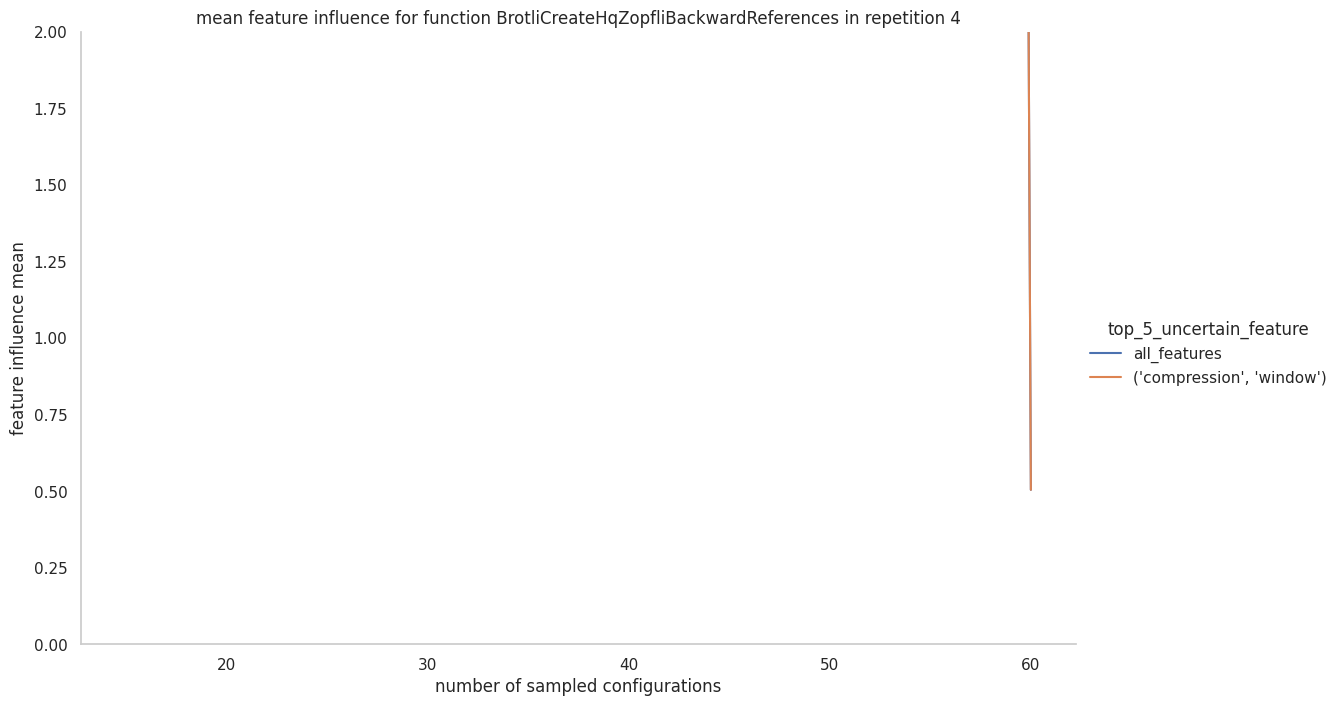 mean feature influence for function BrotliCreateHqZopfliBackwardReferences in repetition 4
2.00
1.75
1.50
1.25
1.00
0.75
0.50
0.25
0.00
feature influence mean
20
30
40
50
60
number of sampled configurations
top_5_uncertain_feature
all_features
('compression', 'window')